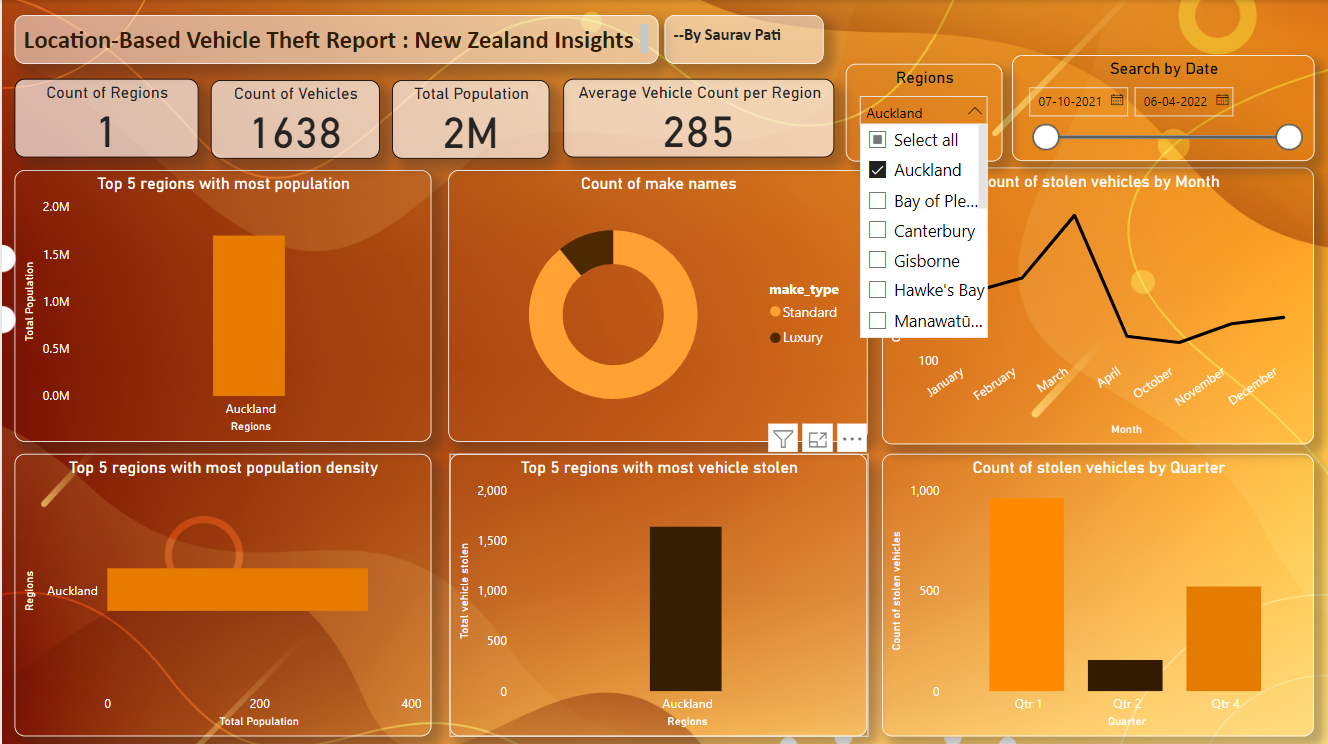 Location-Based Vehicle Theft Report : New Zealand Insights
--By Saurav Pati
Count of Regions
1
Count of Vehicles
1638
Total Population
2M
Average Vehicle Count per Region
285
Regions
Auckland
Select all
Auckland
Bay of Ple...
Canterbury
Gisborne
Hawke's Bay
Manawatū...
Search by Date
07-10-2021
06-04-2022
Top 5 regions with most population
Total Population
2.0M
1.5M
1.0M
0.5M
0.0M
Auckland
Regions
Count of make names
make_type
Standard
Luxury
ount of stolen vehicles by Month
100
January
February
March
April
October
November
December
Month
Top 5 regions with most population density
Regions
Auckland
0
200
400
Total Population
Top 5 regions with most vehicle stolen
Total vehicle stolen
2,000
1,500
1,000
500
0
Auckland
Regions
Count of stolen vehicles by Quarter
Count of stolen vehicles
1,000
500
0
Qtr 1
Qtr 2
Qtr 4
Quarter